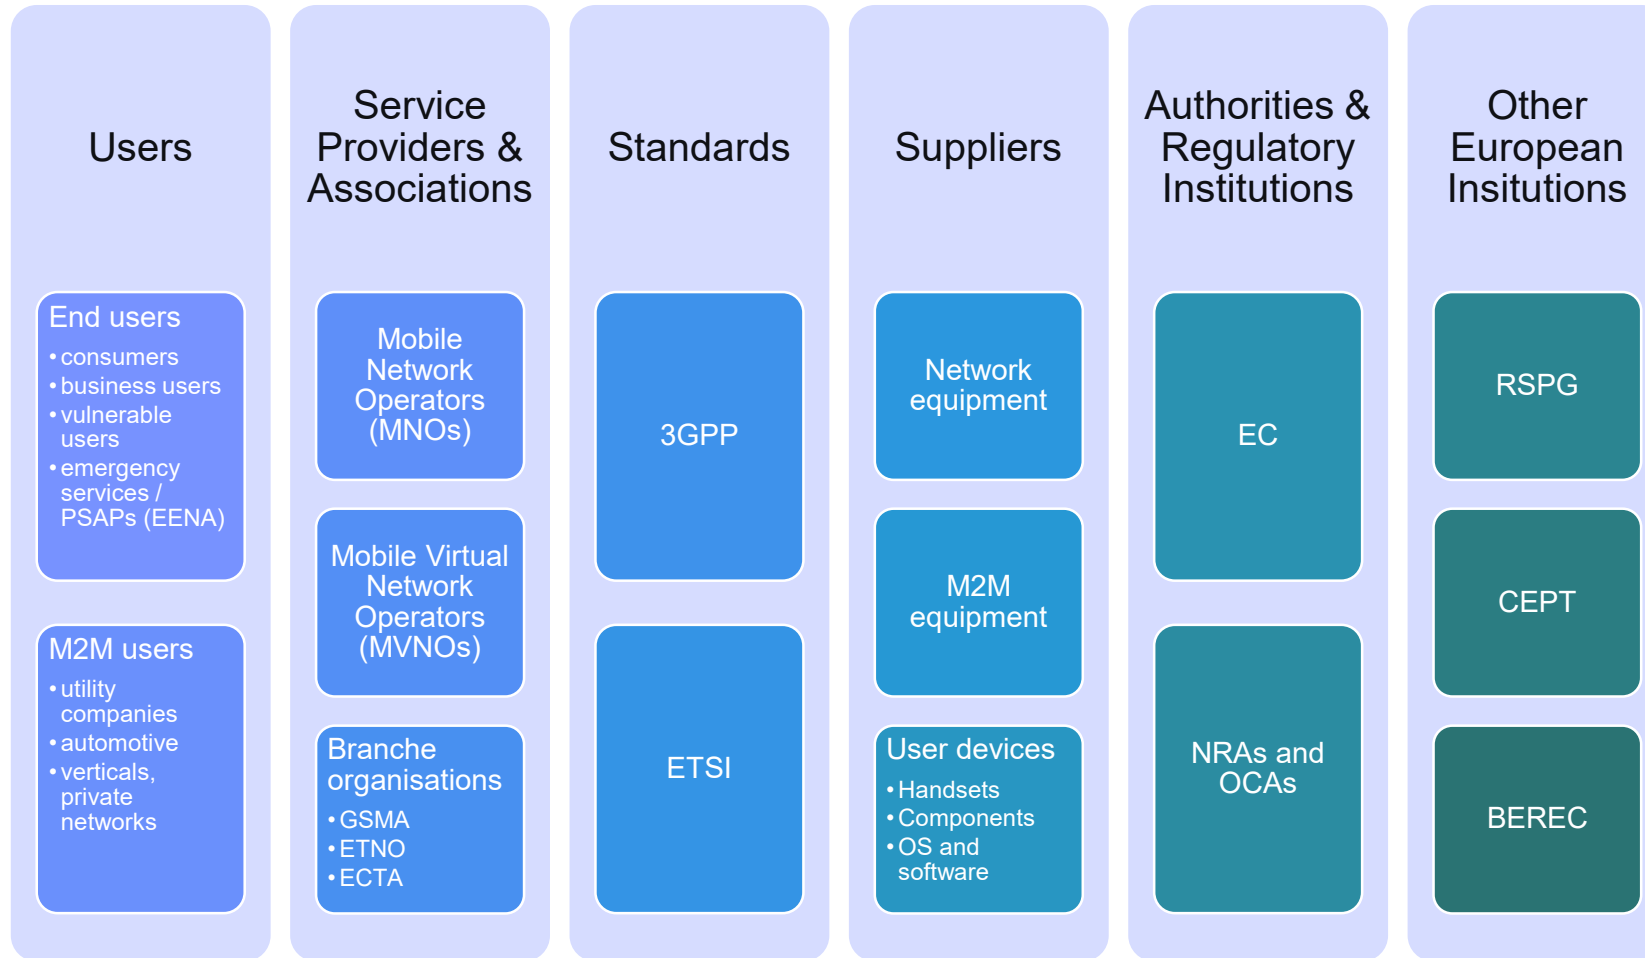 Users
End users
• consumers
• business users
• vulnerable
users
• emergency
services /
PSAPs (EENA)
M2M users
• utility
companies
• automotive
• verticals,
private
networks
Service
Providers &
Associations
Mobile
Network
Operators
(MNOs)
Mobile Virtual
Network
Operators
(MVNOs)
Branche
organisations
• GSMA
• ETNO
• ECTA
Standards
3GPP
ETSI
Suppliers
Network
equipment
M2M
equipment
User devices
• Handsets
• Components
• OS and
software
Authorities &
Regulatory
Institutions
EC
NRAs and
OCAs
Other
European
Insitutions
RSPG
CEPT
BEREC